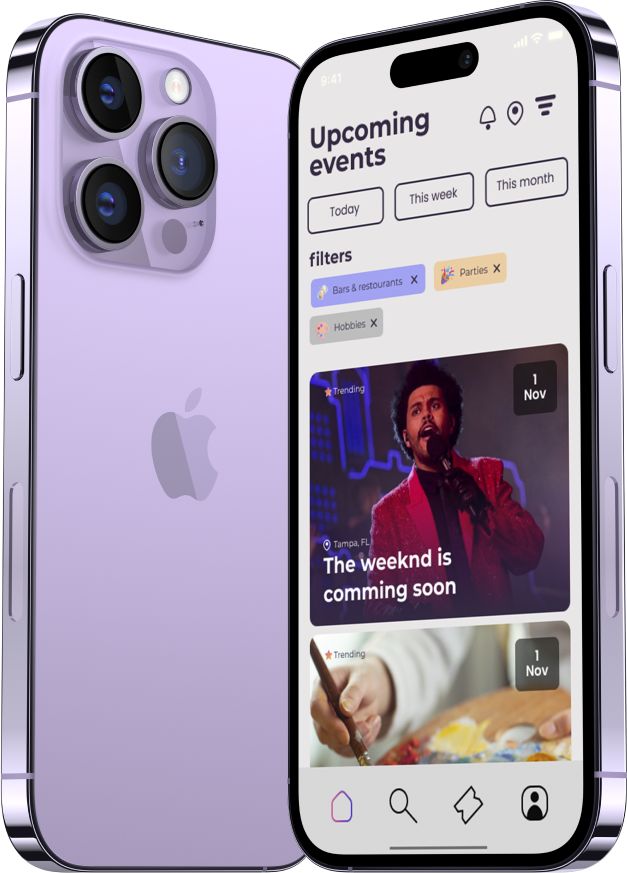 9:41
Upcoming
events
Today
This week
This month
filters
Bars & restourants X
Parties X
Hobbies X
Trending
1
Nov
Tampa, FL
The weeknd is
comming soon
Trending
1
Nov